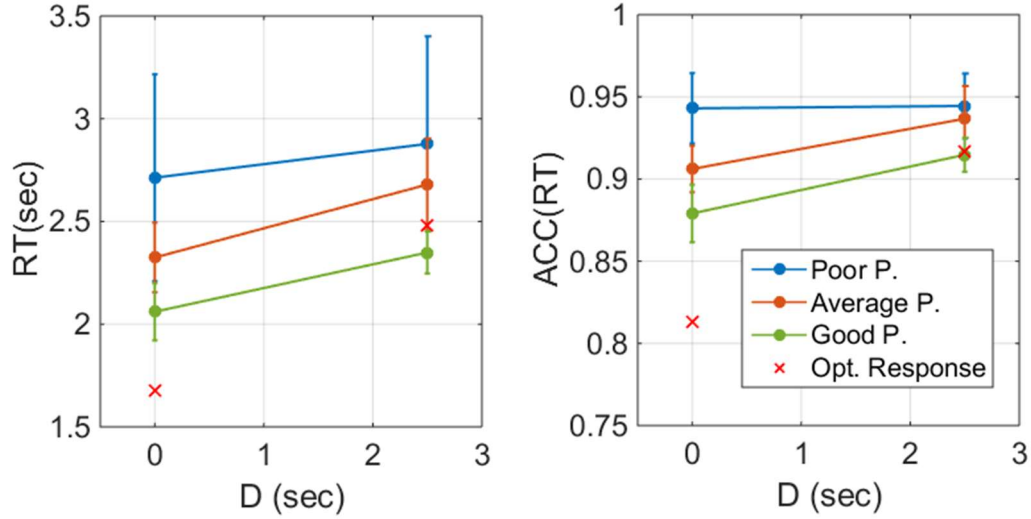 3.5
3
2.5
2
1.5
RT(sec)
0
1
2
3
D (sec)
1
0.95
0.9
0.85
0.8
0.75
ACC(RT)
0
1
2
3
D (sec)
Poor P.
Average P.
Good P.
Opt. Response